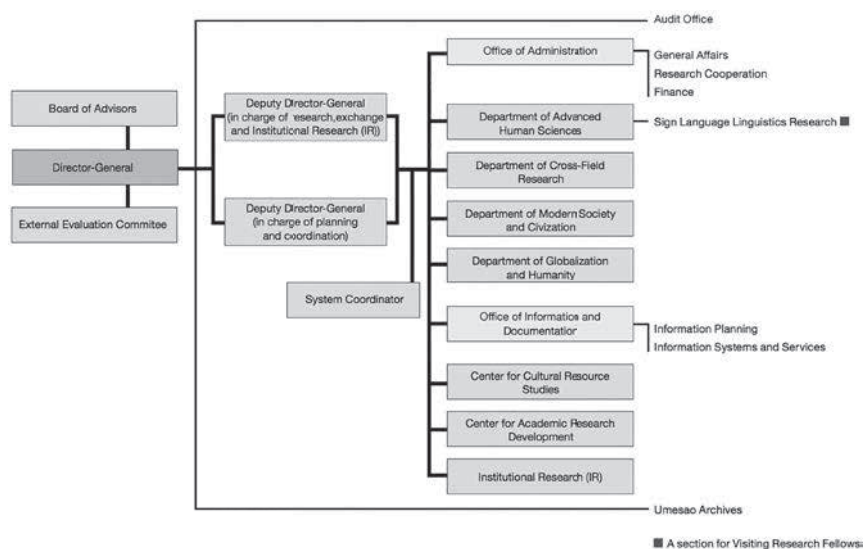 Audit Office
Office of Administration
General Affairs
Research Cooperation
Finance
Board of Advisors
Director-General
External Evaluation Commitee
Deputy Director-General
(in charge of research,exchange
and Institutional Research (IR))
Deputy Director-General
(in charge of planning
and coordination)
System Coordinator
Department of Advanced
Human Sciences
Sign Language Linguistics Research ■
Department of Cross-Field
Research
Department of Modern Society
and Civization
Department of Globalization
and Humanity
Office of Information and
Documentation
Information Planning
Information Systems and Services
Center for Cultural Resource
Studies
Center for Academic Research
Development
Institutional Research (IR)
Umesao Archives
■ A section for Visiting Research Fellows